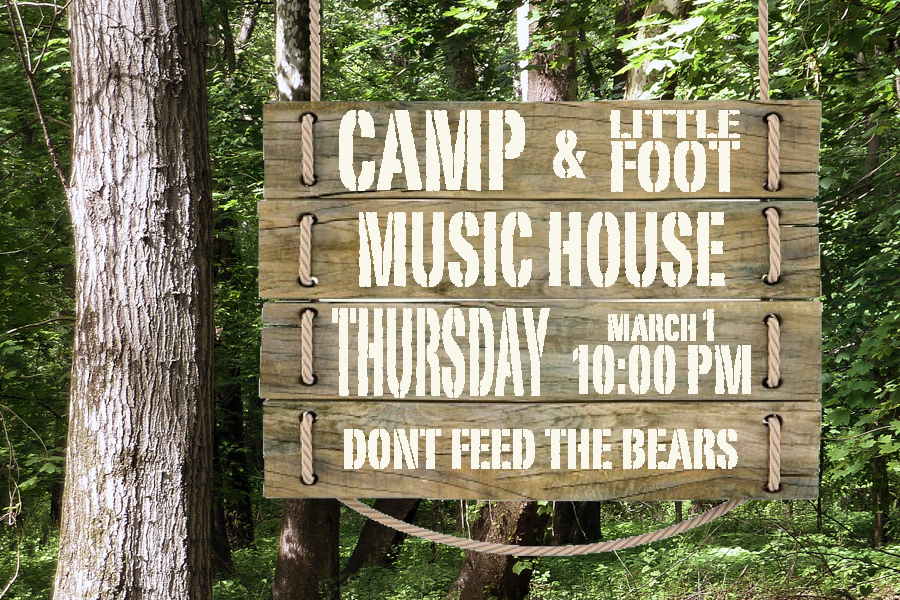 CAMP & LITTLE FOOT
MUSIC HOUSE
THURSDAY MARCH 1 10:00 PM
DONT FEED THE BEARS